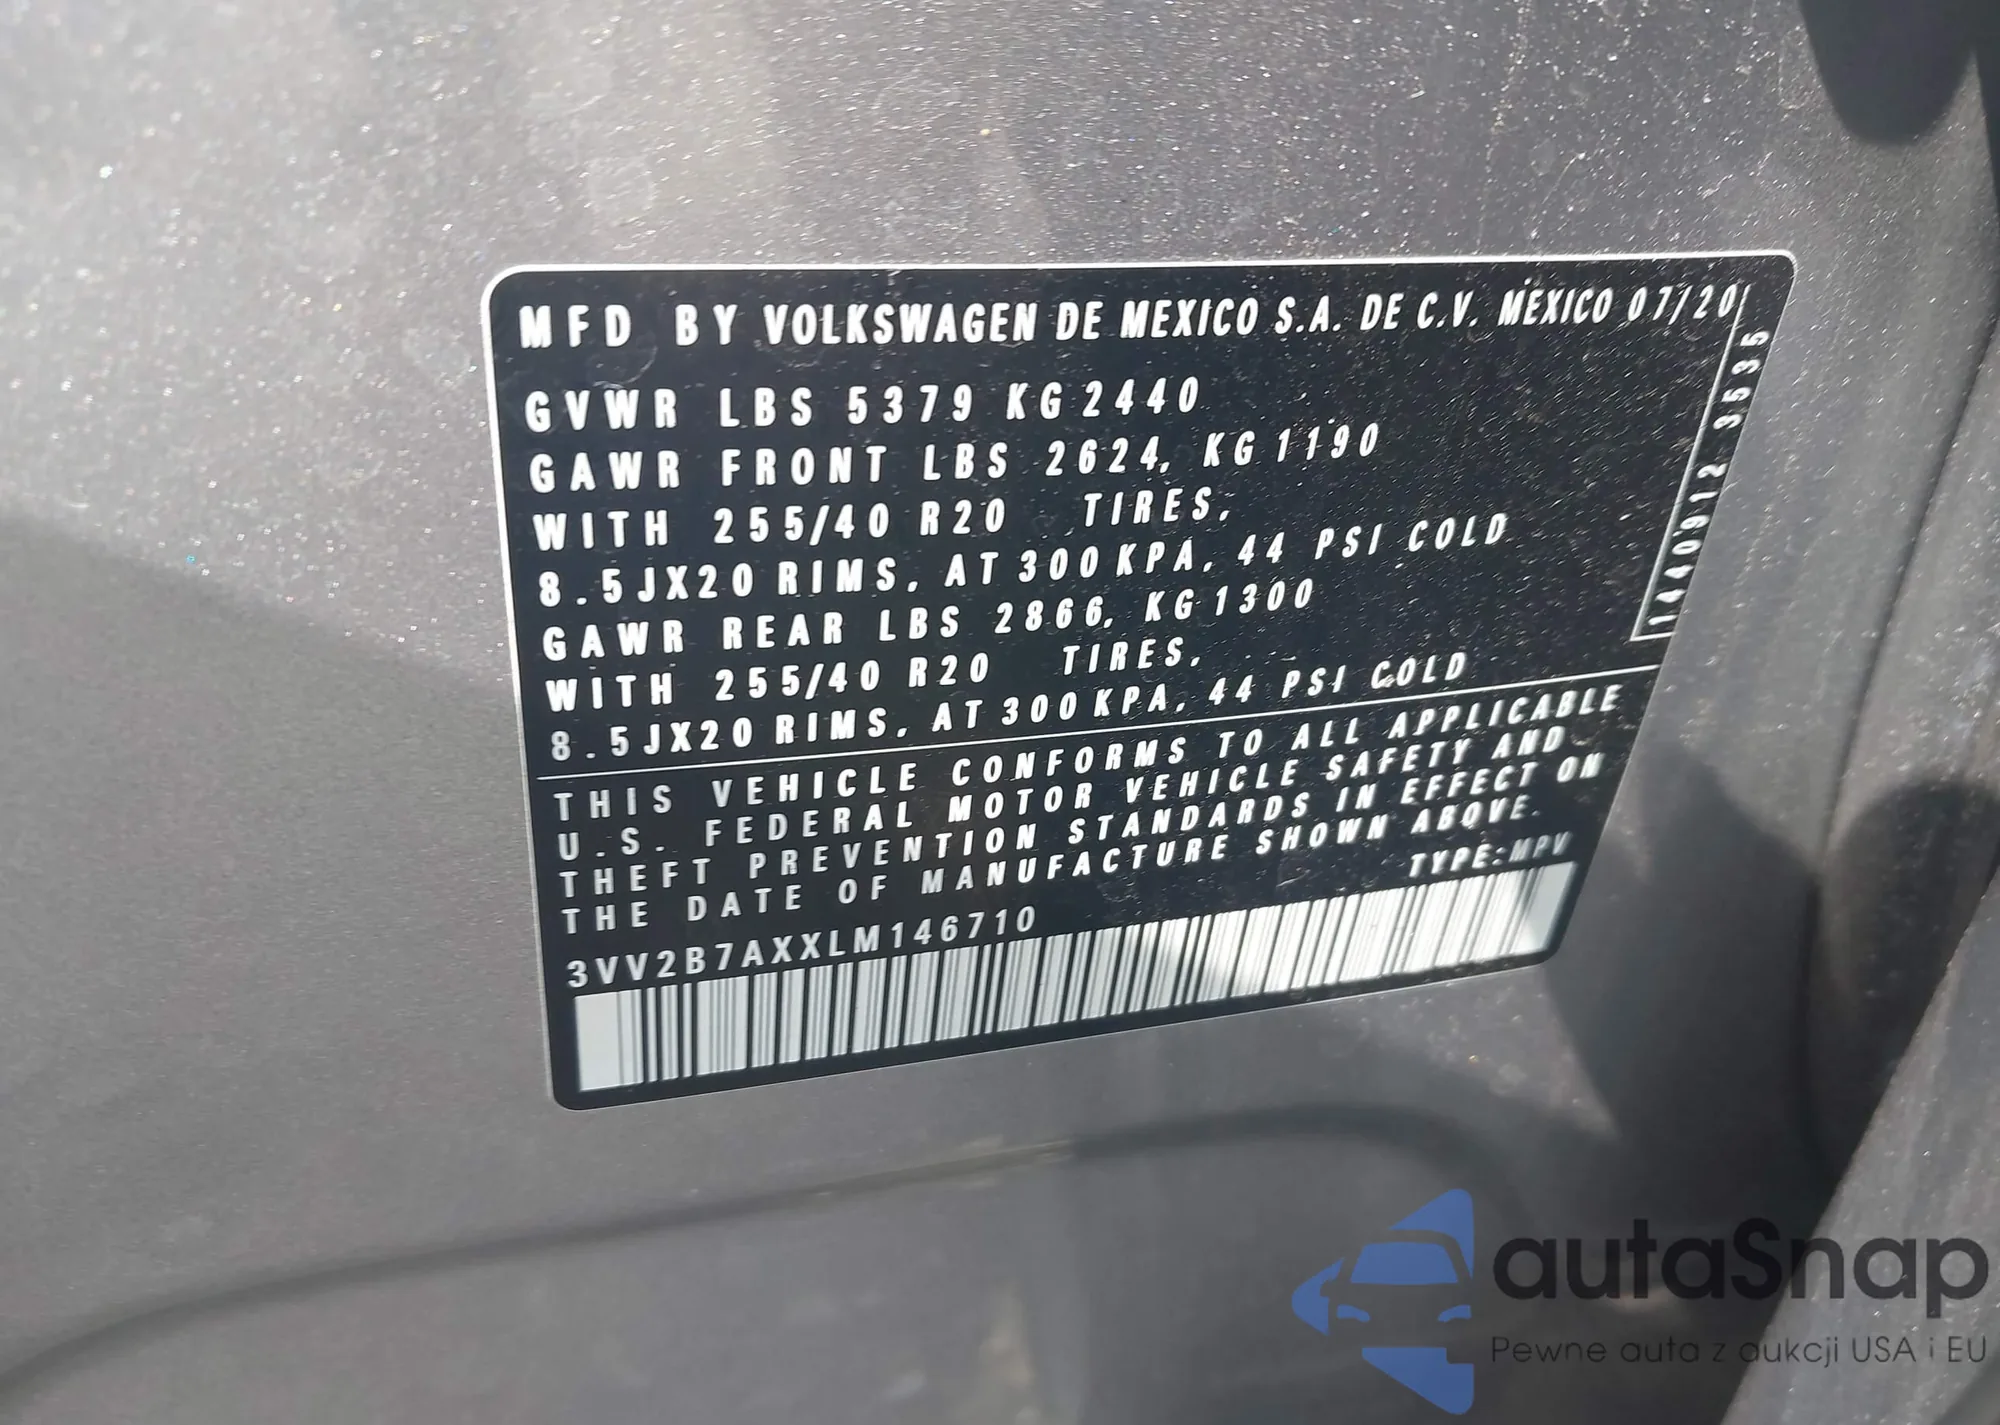 MFD BY VOLKSWAGEN DE MEXICO S.A. DE C.V. MEXICO 07/20
GVWR LBS 5379 KG 2440
GAWR FRONT LBS 2624, KG 1190
WITH 255/40 R20 TIRES,
8.5JX20 RIMS, AT 300 KPA, 44 PSI COLD
GAWR REAR LBS 2866, KG 1300
WITH 255/40 R20 TIRES,
8.5JX20 RIMS, AT 300 KPA, 44 PSI COLD
1440912 3535
THIS VEHICLE CONFORMS TO ALL APPLICABLE
U.S. FEDERAL MOTOR VEHICLE SAFETY AND
THEFT PREVENTION STANDARDS IN EFFECT ON
THE DATE OF MANUFACTURE SHOWN ABOVE.
3VV2B7AXXLM146710 TYPE:MPV
autaSnap
Pewne auta z aukcji USA i EU